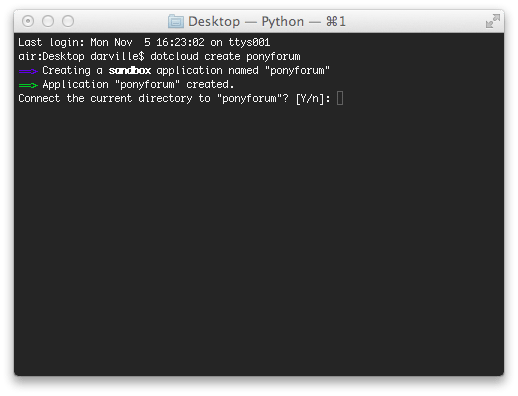 Desktop — Python — ⌘1
Last login: Mon Nov  5 16:23:02 on ttys001
air:Desktop darville$ dotcloud create ponyforum
==> Creating a sandbox application named "ponyforum"
==> Application "ponyforum" created.
Connect the current directory to "ponyforum"? [Y/n]: